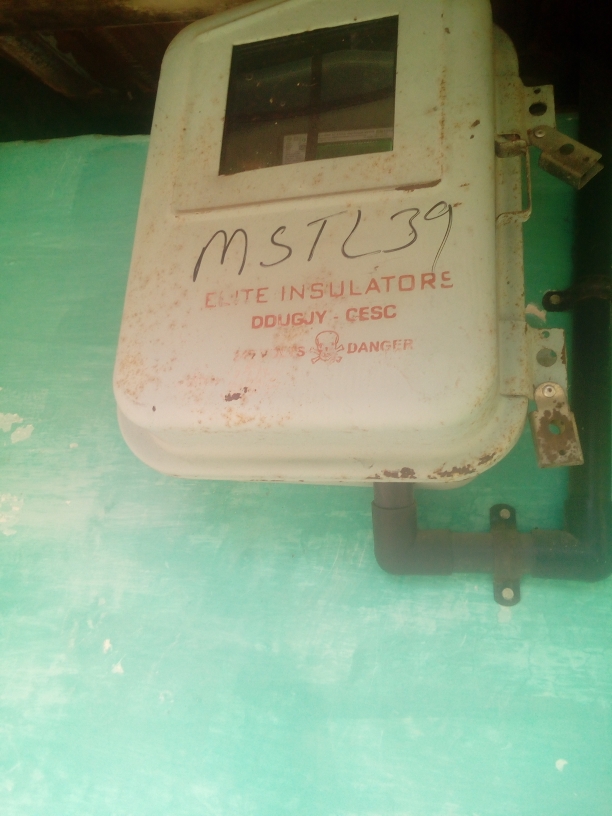 MSTL39
ELITE INSULATORS
DDUGJY - CESC
DANGER